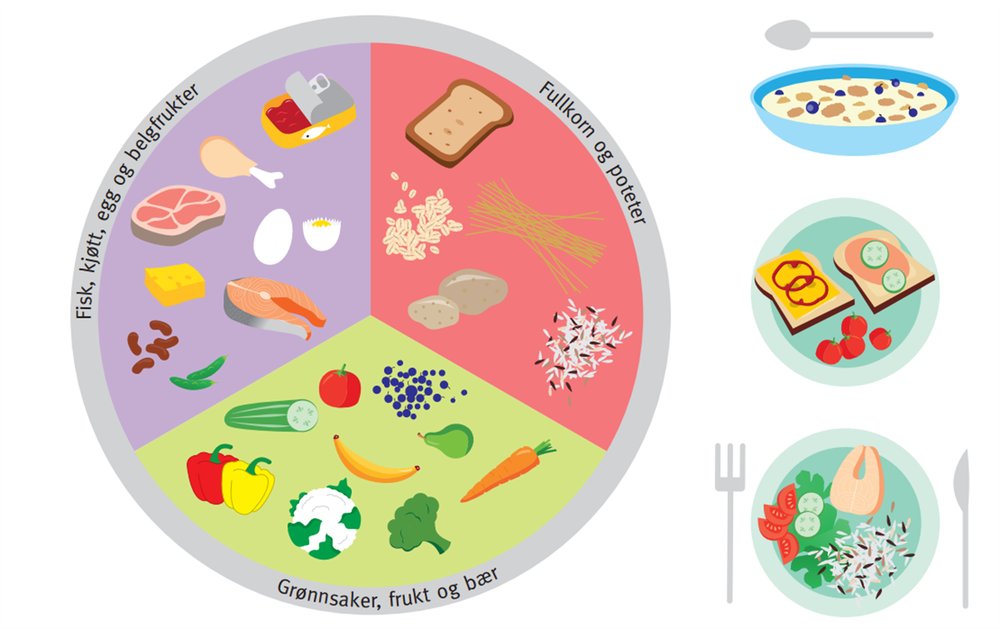 Fisk, kjøtt, egg og belgfrukter
Fullkorn og poteter
Grønnsaker, frukt og bær